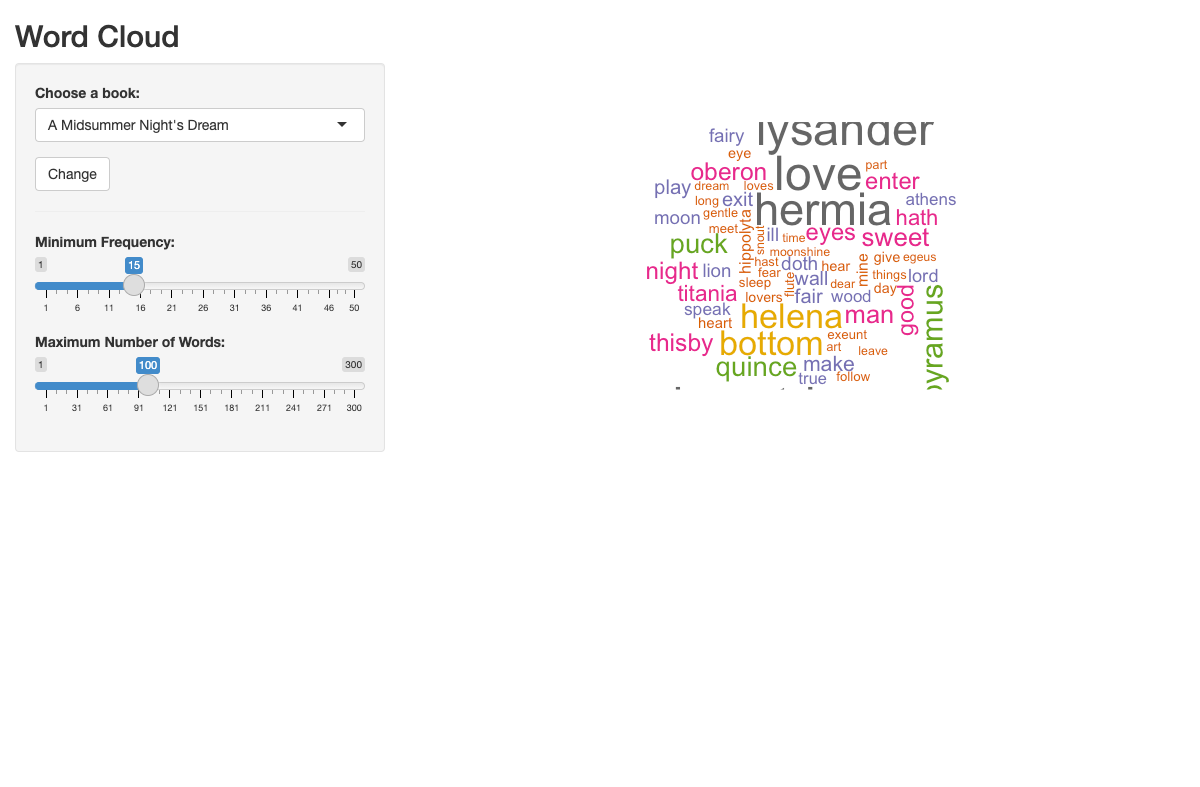 Word Cloud
Choose a book:
A Midsummer Night's Dream
Change
Minimum Frequency:
1 15 50
1 6 11 16 21 26 31 36 41 46 50
Maximum Number of Words:
1 100 300
1 31 61 91 121 151 181 211 241 271 300
fairy lysander
eye
oberon love part
play dream loves enter
long exit hermia athens
moon gentle hath
meet ill time eyes sweet
puck hippolyta snout moonshine
hast doth hear mine give egeus
night lion fear things lord
sleep flute wall dear day
titania lovers fair wood good
speak helena man pyramus
heart
thisby bottom exeunt
art leave
quince make
true follow